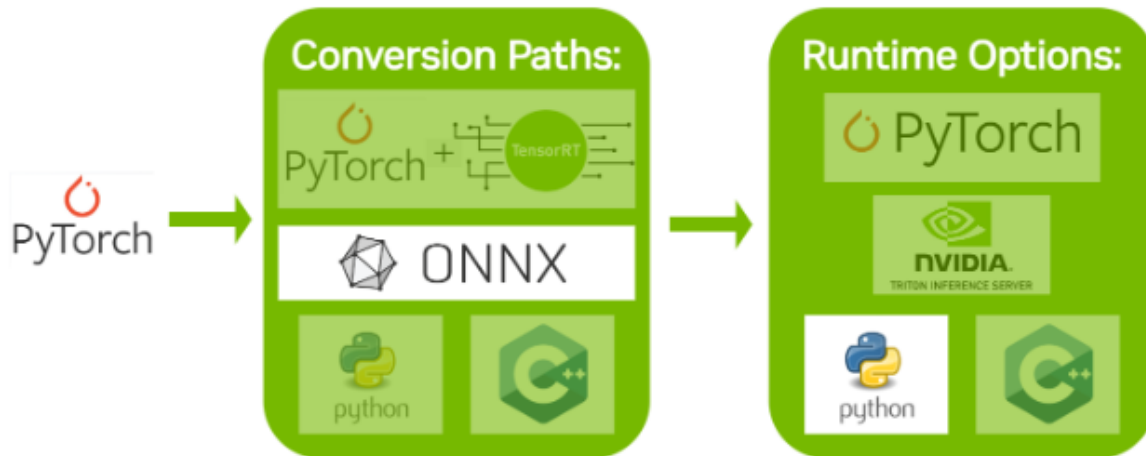 PyTorch
Conversion Paths:
PyTorch + TensorRT
ONNX
python
C++
Runtime Options:
PyTorch
NVIDIA.
TRITON INFERENCE SERVER
python
C++